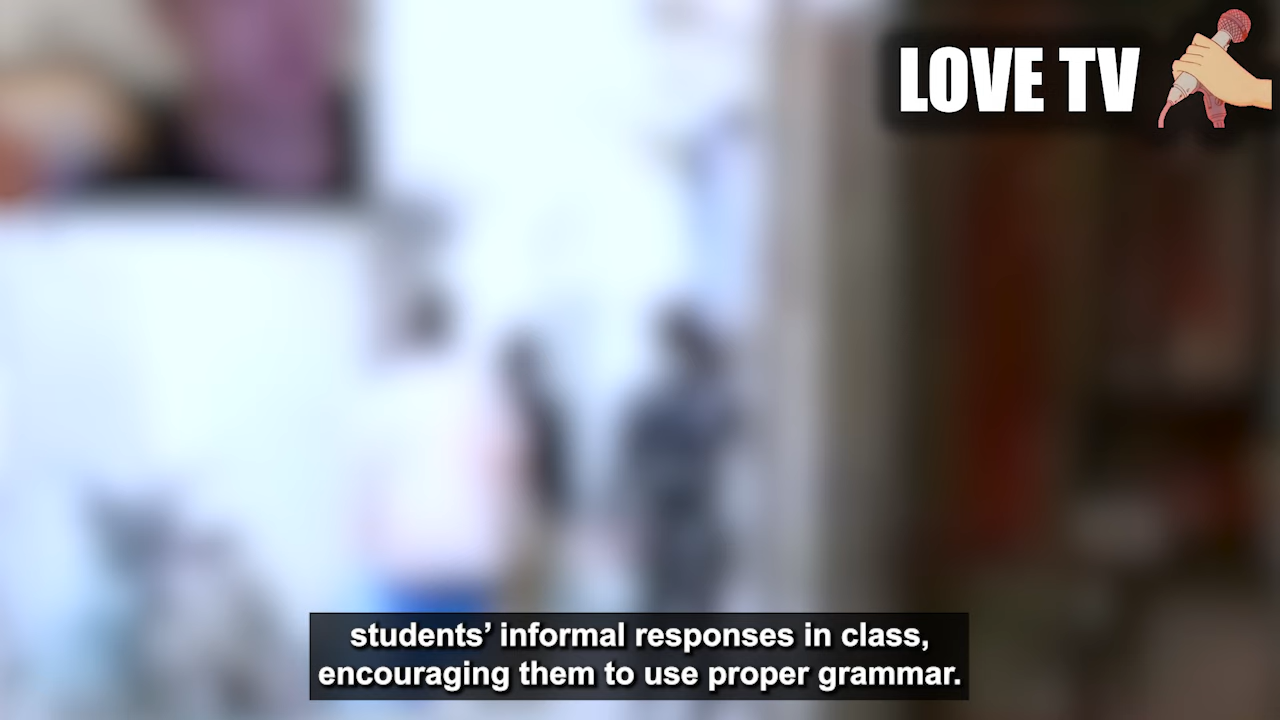 LOVE TV
students’ informal responses in class,
encouraging them to use proper grammar.